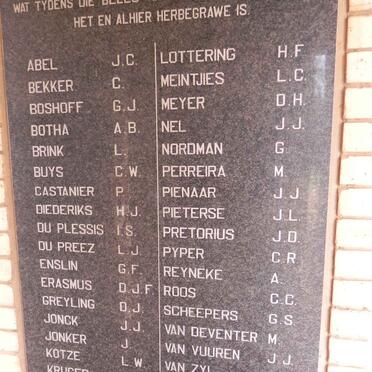 WAT TYDENS DIE
HET EN ALHIER HERBEGRAWE IS.
ABEL J.C.
BEKKER C.
BOSHOFF G.J.
BOTHA A.B.
BRINK L.
BUYS C.W.
CASTANIER P.
DIEDERIKS H.J.
DU PLESSIS I.S.
DU PREEZ L.J
ENSLIN G.F.
ERASMUS D.J.F
GREYLING D.J.
JONCK J.J.
JONKER J.
KOTZE L.W.
KRUGER
LOTTERING H.F
MEINTJIES L.C.
MEYER D.H.
NEL J.J.
NORDMAN G
PERREIRA M.
PIENAAR J.J
PIETERSE J.L.
PRETORIUS J.D.
PYPER C.R
REYNEKE A.
ROOS C.C.
SCHEEPERS G.S.
VAN DEVENTER M.
VAN VUUREN J.J.
VAN ZYL